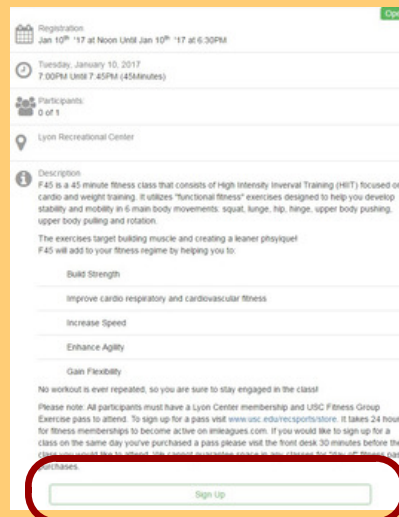 Ope
Registration
Jan 10th '17 at Noon Until Jan 10th '17 at 6:30PM
Tuesday, January 10, 2017
7:00PM Until 7:45PM (45Minutes)
Participants:
0 of 1
Lyon Recreational Center
Description
F45 is a 45 minute fitness class that consists of High Intensity Inverval Training (HIIT) focused on
cardio and weight training. It utilizes "functional fitness" exercises designed to help you develop
stability and mobility in 6 main body movements: squat, lunge, hip, hinge, upper body pushing,
upper body pulling and rotation.
The exercises target building muscle and creating a leaner phsyique!
F45 will add to your fitness regime by helping you to:
Build Strength
Improve cardio respiratory and cardiovascular fitness
Increase Speed
Enhance Agility
Gain Flexibility
No workout is ever repeated, so you are sure to stay engaged in the class!
Please note: All participants must have a Lyon Center membership and USC Fitness Group
Exercise pass to attend. To sign up for a pass visit www.usc.edu/recsports/store. It takes 24 hour
for fitness memberships to become active on imleagues.com. If you would like to sign up for a
class on the same day you've purchased a pass please visit the front desk 30 minutes before the
class you would like to attend. We cannot guarantee space in any classes for "day of" fitness pas
purchases.
Sign Up